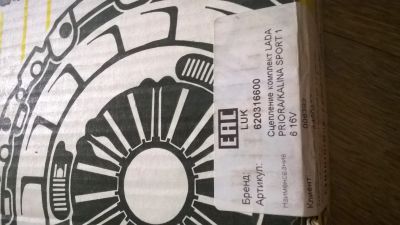 EAC
Бренд: LUK
Артикул: 620316600
Наименование Сцепление комплект LADA
PRIORA/KALINA SPORT 1
6 16V
Клиент